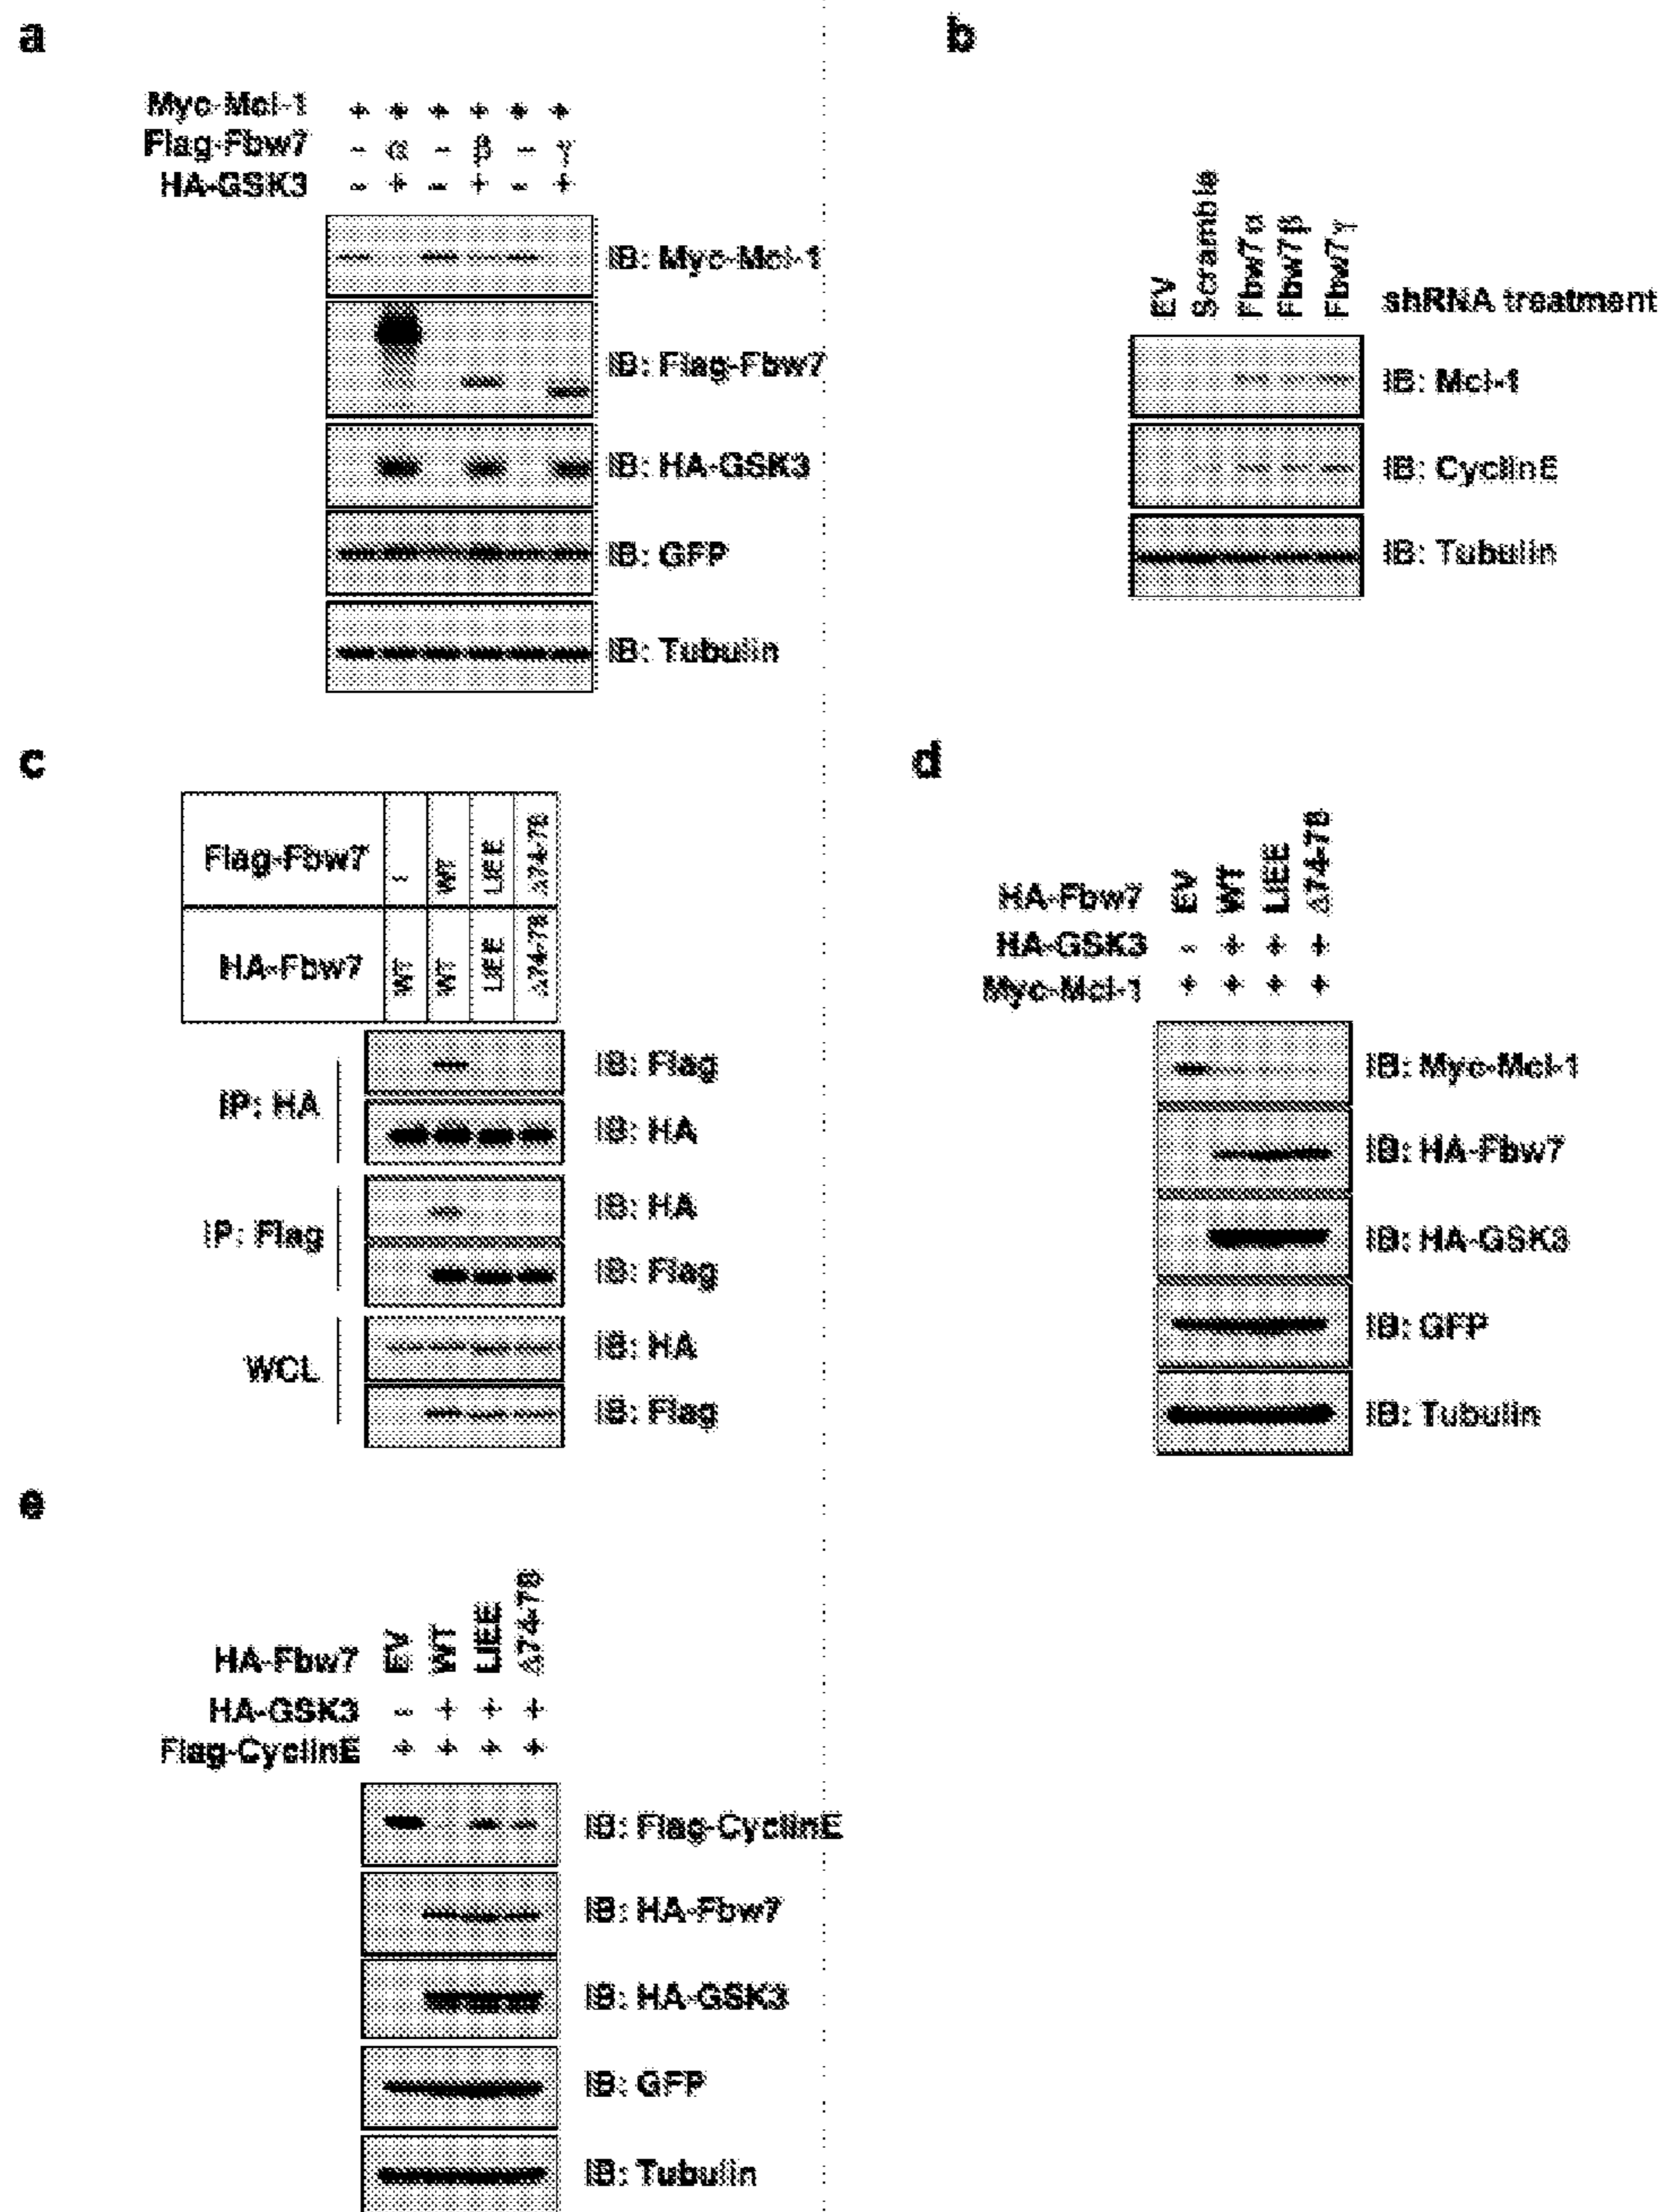 a
Myc-Mcl-1 + + + + + +
Flag-Fbw7 - α - β - γ
HA-GSK3 - + - + - +
IB: Myc-Mcl-1
IB: Flag-Fbw7
IB: HA-GSK3
IB: GFP
IB: Tubulin
b
EV Scramble Fbw7α Fbw7β Fbw7γ shRNA treatment
IB: Mcl-1
IB: CyclinE
IB: Tubulin
c
Flag-Fbw7 - WT LIEE Δ74-78
HA-Fbw7 WT WT LIEE Δ74-78
IP: HA
IB: Flag
IB: HA
IP: Flag
IB: HA
IB: Flag
WCL
IB: HA
IB: Flag
d
HA-Fbw7 EV WT LIEE Δ74-78
HA-GSK3 - + + +
Myc-Mcl-1 + + + +
IB: Myc-Mcl-1
IB: HA-Fbw7
IB: HA-GSK3
IB: GFP
IB: Tubulin
e
HA-Fbw7 EV WT LIEE Δ74-78
HA-GSK3 - + + +
Flag-CyclinE + + + +
IB: Flag-CyclinE
IB: HA-Fbw7
IB: HA-GSK3
IB: GFP
IB: Tubulin